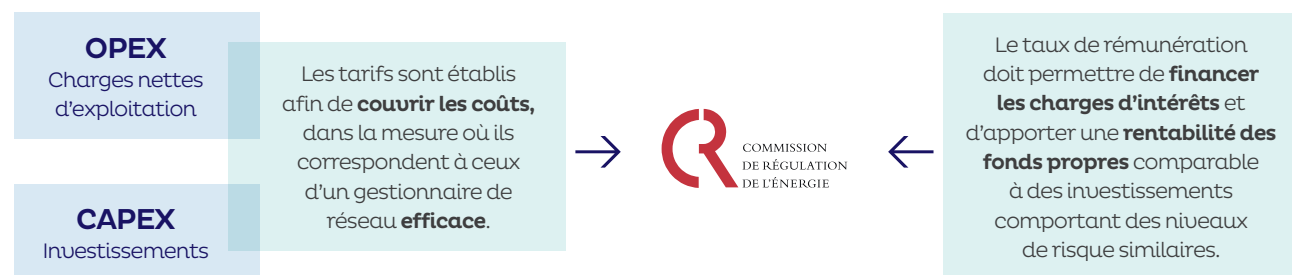 OPEX
Charges nettes
d'exploitation
CAPEX
Investissements
Les tarifs sont établis
afin de couvrir les coûts,
dans la mesure où ils
correspondent à ceux
d'un gestionnaire de
réseau efficace.
CR
COMMISSION
DE RÉGULATION
DE L'ÉNERGIE
Le taux de rémunération
doit permettre de financer
les charges d'intérêts et
d'apporter une rentabilité des
fonds propres comparable
à des investissements
comportant des niveaux
de risque similaires.